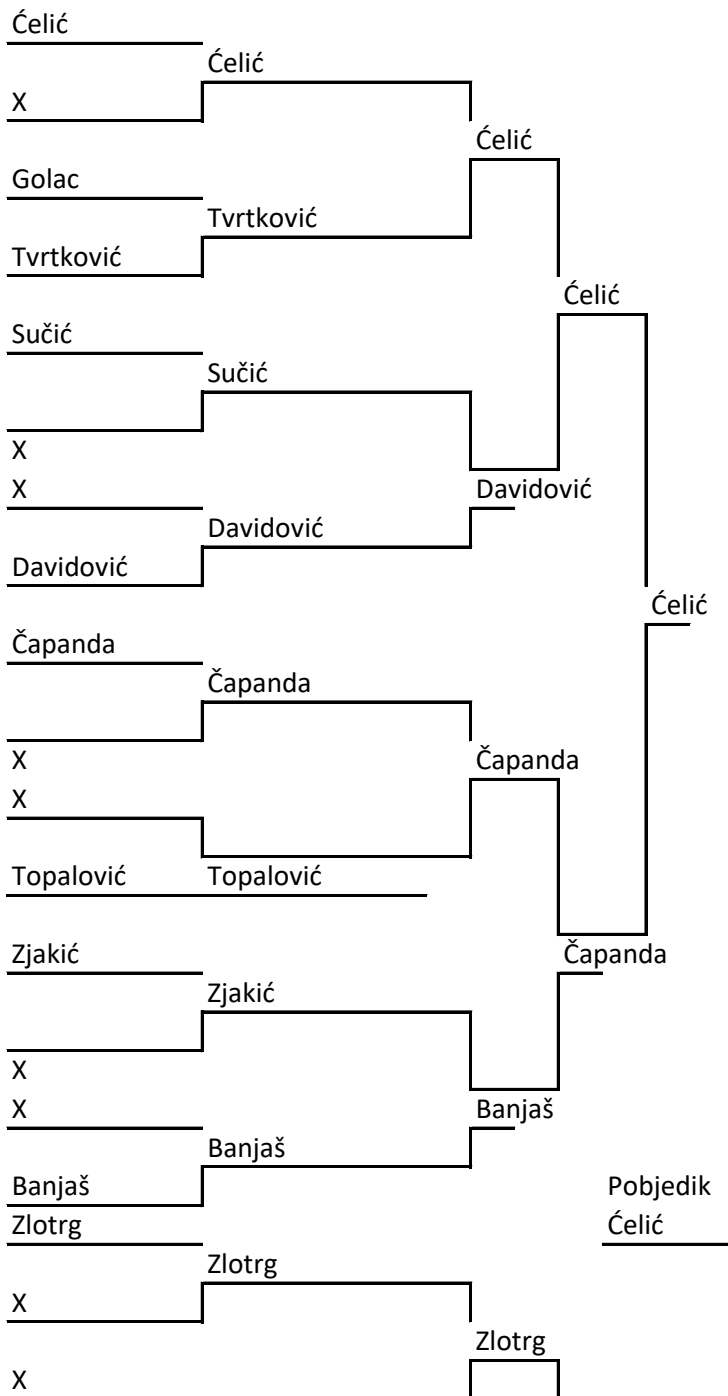 Ćelić
Ćelić
X
Ćelić
Golac
Tvrtković
Tvrtković
Ćelić
Sučić
Sučić
X
X Davidović
Davidović
Davidović
Ćelić
Čapanda
Čapanda
X Čapanda
X
Topalović Topalović
Zjakić Čapanda
Zjakić
X
X Banjaš
Banjaš
Banjaš Pobjedik
Zlotrg Ćelić
Zlotrg
X
Zlotrg
X